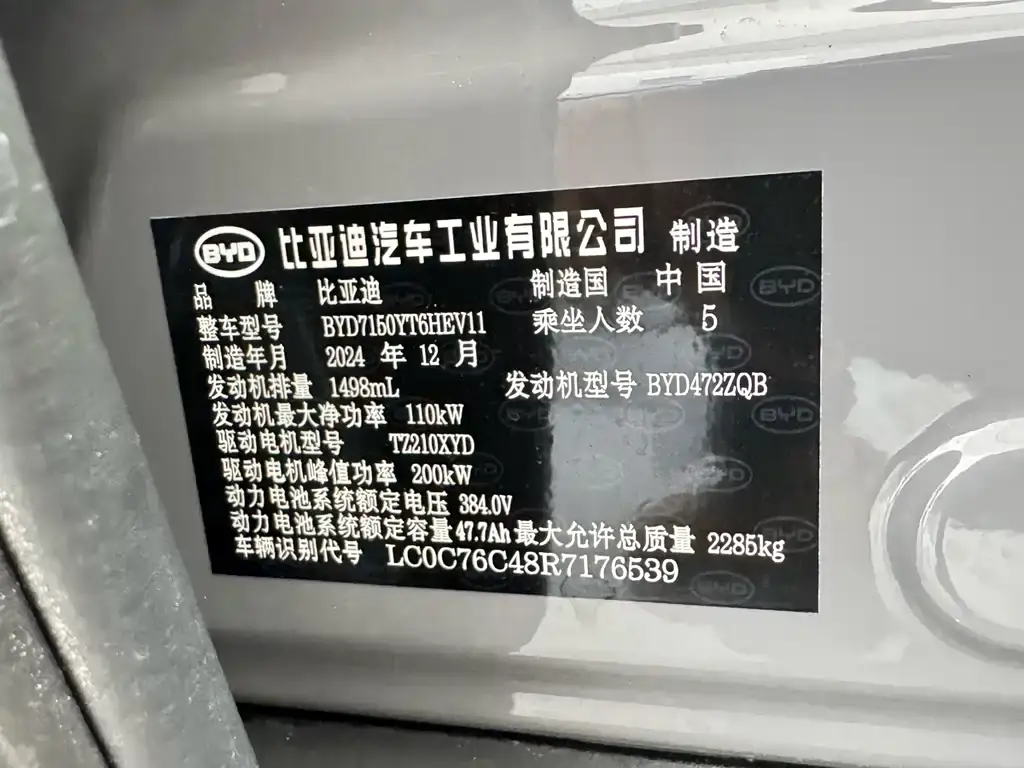 BYD 比亚迪汽车工业有限公司 制造
品 牌 比亚迪 制造国 中国
整车型号 BYD7150YT6HEV11 乘坐人数 5
制造年月 2024 年 12 月
发动机排量 1498mL 发动机型号 BYD472ZQB
发动机最大净功率 110kW
驱动电机型号 TZ210XYD
驱动电机峰值功率 200kW
动力电池系统额定电压 384.0V
动力电池系统额定容量 47.7Ah 最大允许总质量 2285kg
车辆识别代号 LC0C76C48R7176539